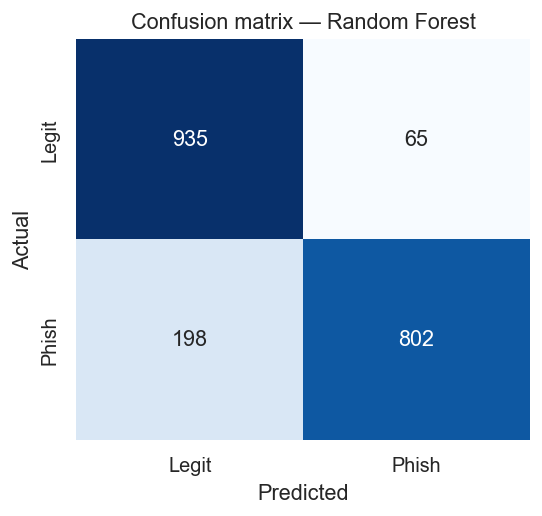 Confusion matrix — Random Forest
Actual
Legit
935
65
Phish
198
802
Legit
Phish
Predicted